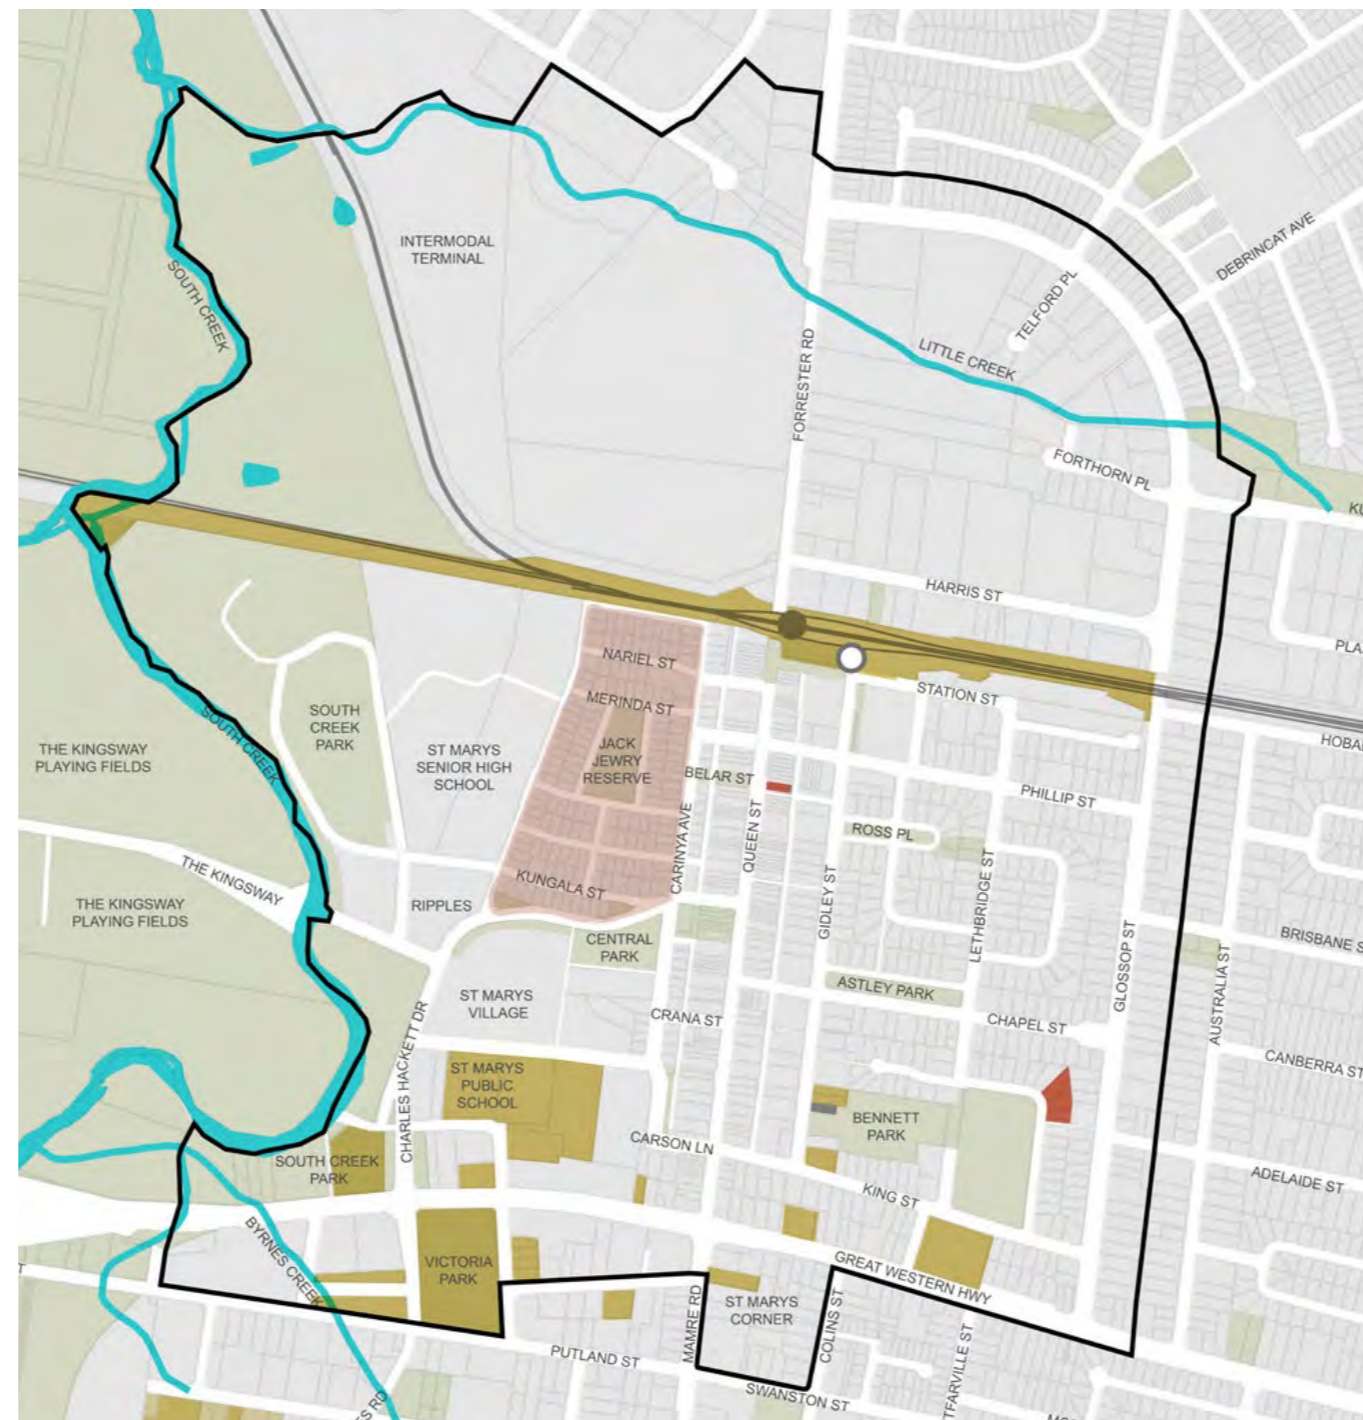 INTERMODAL
TERMINAL
SOUTH CREEK
DEBRINCAT AVE
TELFORD PL
LITTLE CREEK
FORRESTER RD
FORTHORN PL
KU
HARRIS ST
PLA
NARIEL ST
STATION ST
MERINDA ST
HOBA
SOUTH
CREEK
PARK
SOUTH CREEK
THE KINGSWAY
PLAYING FIELDS
ST MARYS
SENIOR HIGH
SCHOOL
JACK
JEWRY
RESERVE
BELAR ST
PHILLIP ST
CARINYA AVE
QUEEN ST
ROSS PL
THE KINGSWAY
KUNGALA ST
GIDLEY ST
LETHBRIDGE ST
THE KINGSWAY
PLAYING FIELDS
RIPPLES
CENTRAL
PARK
GLOSSOP ST
BRISBANE S
AUSTRALIA ST
ASTLEY PARK
ST MARYS
VILLAGE
CRANA ST
CHAPEL ST
CHARLES HACKETT DR
CANBERRA ST
ST MARYS
PUBLIC
SCHOOL
BENNETT
PARK
CARSON LN
SOUTH CREEK
PARK
KING ST
ADELAIDE ST
BYRNES CREEK
VICTORIA
PARK
GREAT WESTERN HWY
MAMRE RD
ST MARYS
CORNER
COLINS ST
T
PUTLAND ST
SWANSTON ST
TFARVILLE ST
S RD